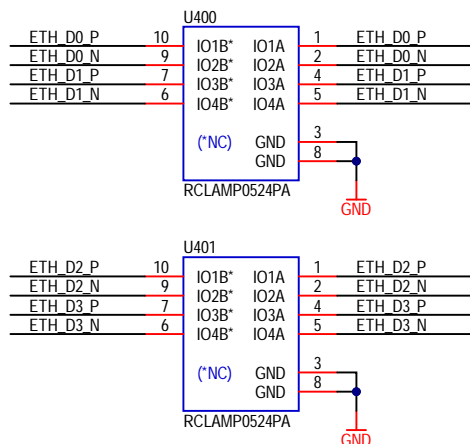 U400
ETH_D0_P 10 IO1B* IO1A 1 ETH_D0_P
ETH_D0_N 9 IO2B* IO2A 2 ETH_D0_N
ETH_D1_P 7 IO3B* IO3A 4 ETH_D1_P
ETH_D1_N 6 IO4B* IO4A 5 ETH_D1_N
(*NC) GND 3
GND 8
RCLAMP0524PA
GND
U401
ETH_D2_P 10 IO1B* IO1A 1 ETH_D2_P
ETH_D2_N 9 IO2B* IO2A 2 ETH_D2_N
ETH_D3_P 7 IO3B* IO3A 4 ETH_D3_P
ETH_D3_N 6 IO4B* IO4A 5 ETH_D3_N
(*NC) GND 3
GND 8
RCLAMP0524PA
GND